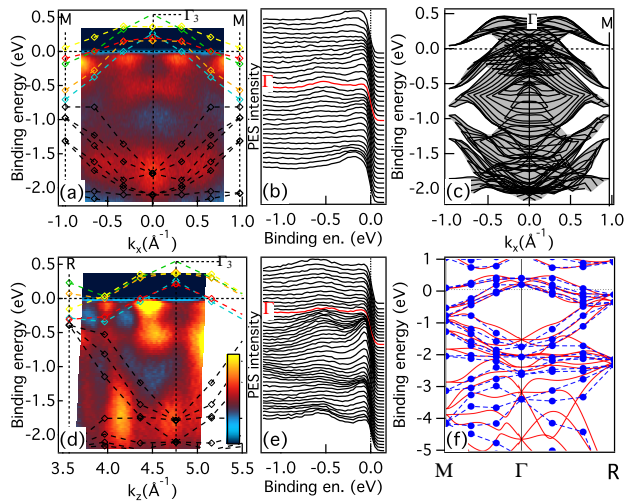 M Γ₃ M
0.5
0.0
-0.5
-1.0
-1.5
-2.0
Binding energy (eV)
(a)
-1.0 -0.5 0.0 0.5 1.0
kₓ(Å⁻¹)
PES intensity
Γ
(b)
-1.0 -0.5 0.0
Binding en. (eV)
Γ M
0.5
0.0
-0.5
-1.0
-1.5
-2.0
Binding energy (eV)
(c)
-1.0 -0.5 0.0 0.5 1.0
kₓ(Å⁻¹)
R Γ₃
0.5
0.0
-0.5
-1.0
-1.5
-2.0
Binding energy (eV)
(d)
3.5 4.0 4.5 5.0 5.5
k_z(Å⁻¹)
PES intensity
Γ
(e)
-1.0 -0.5 0.0
Binding en. (eV)
1
0
-1
-2
-3
-4
-5
Binding energy (eV)
(f)
M Γ R